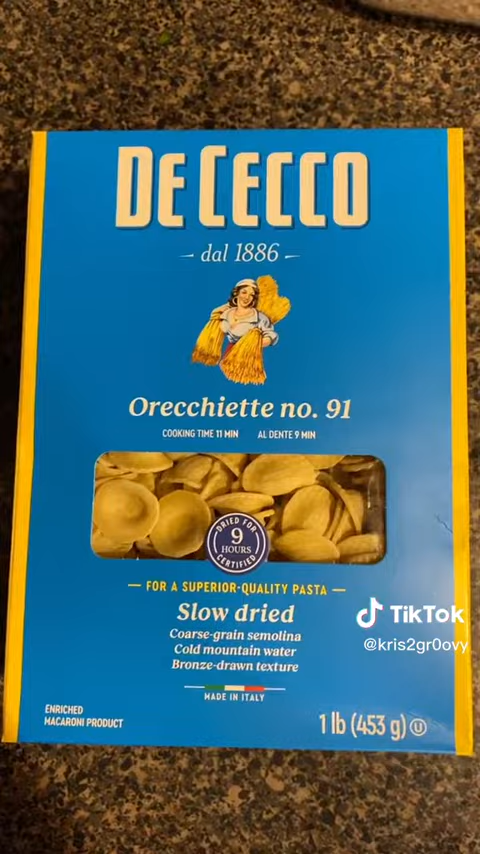 DE CECCO
dal 1886
Orecchiette no. 91
COOKING TIME 11 MIN AL DENTE 9 MIN
DRIED FOR
9
HOURS
CERTIFIED
FOR A SUPERIOR-QUALITY PASTA
Slow dried
Coarse-grain semolina
Cold mountain water
Bronze-drawn texture
MADE IN ITALY
ENRICHED
MACARONI PRODUCT
1 lb (453 g) U
TikTok
@kris2gr0ovy